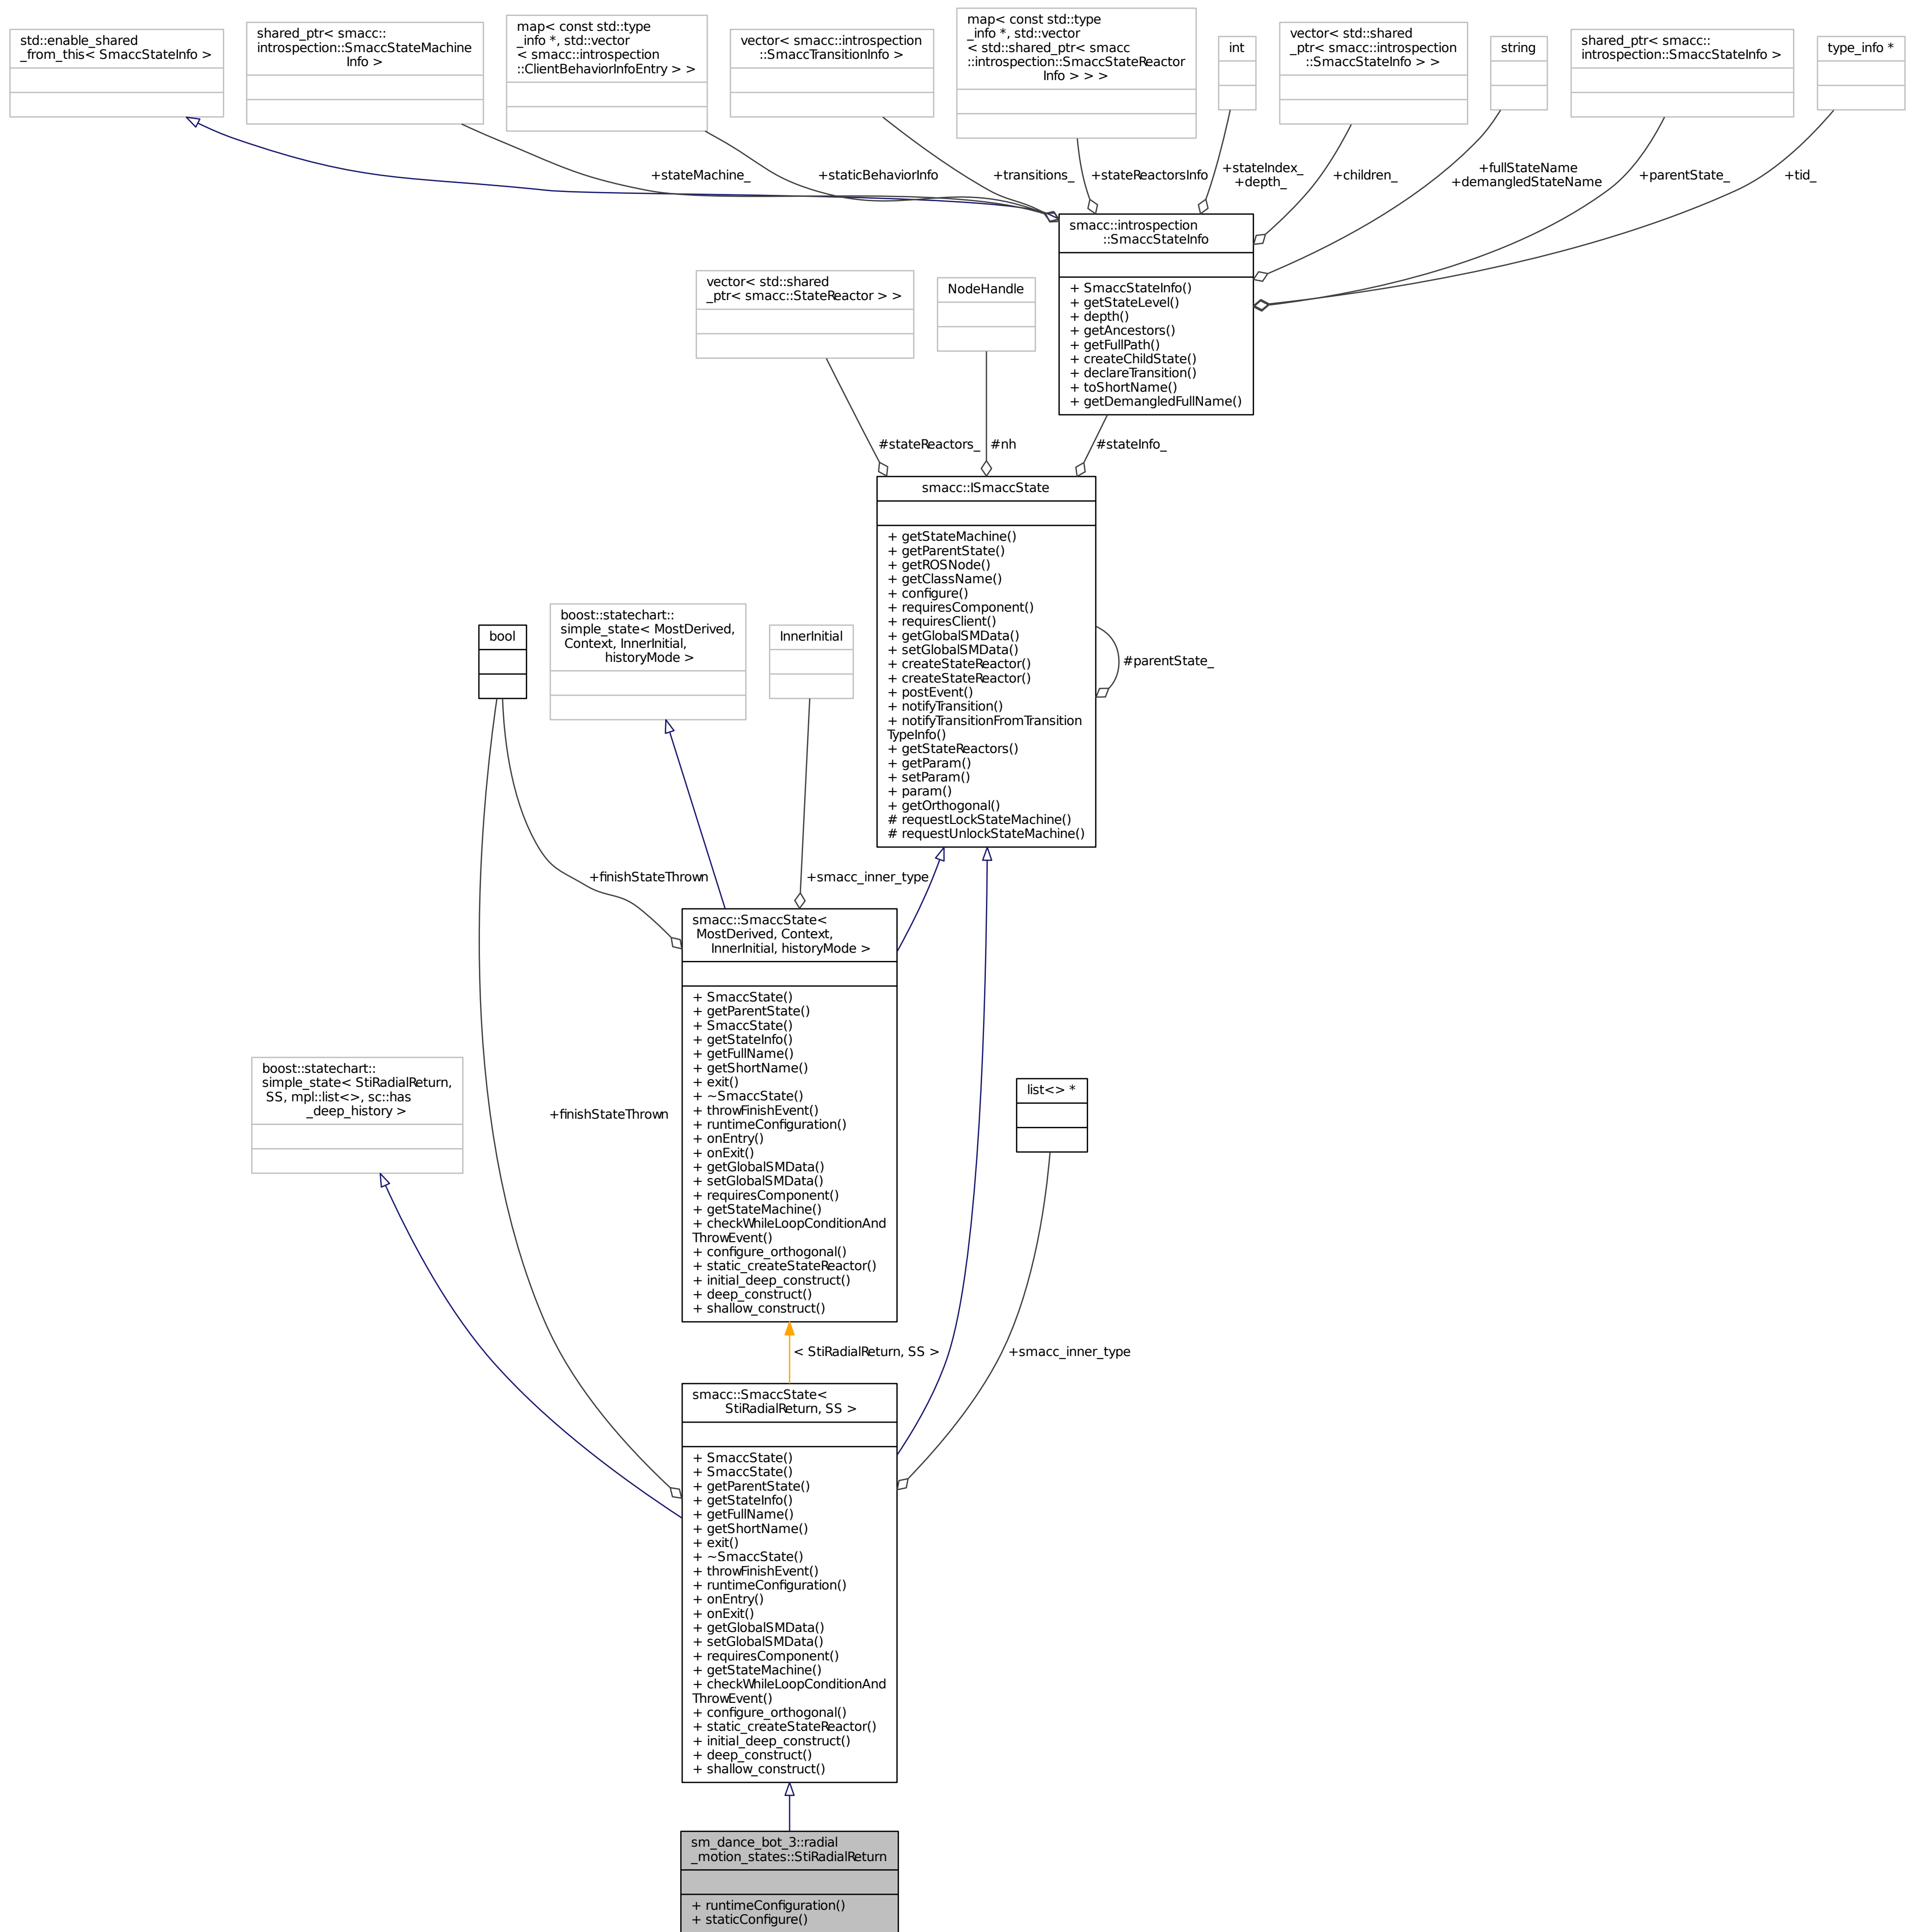 std::enable_shared
_from_this< SmaccStateInfo >
shared_ptr< smacc::
introspection::SmaccStateMachine
Info >
map< const std::type
_info *, std::vector
< smacc::introspection
::ClientBehaviorInfoEntry > >
vector< smacc::introspection
::SmaccTransitionInfo >
map< const std::type
_info *, std::vector
< std::shared_ptr< smacc
::introspection::SmaccStateReactor
Info > > >
int
vector< std::shared
_ptr< smacc::introspection
::SmaccStateInfo > >
string
shared_ptr< smacc::
introspection::SmaccStateInfo >
type_info *
+stateMachine_
+staticBehaviorInfo
+transitions_
+stateReactorsInfo
+stateIndex_
+depth_
+children_
+fullStateName
+demangledStateName
+parentState_
+tid_
smacc::introspection
::SmaccStateInfo
+ SmaccStateInfo()
+ getStateLevel()
+ depth()
+ getAncestors()
+ getFullPath()
+ createChildState()
+ declareTransition()
+ toShortName()
+ getDemangledFullName()
vector< std::shared
_ptr< smacc::StateReactor > >
NodeHandle
#stateReactors_
#nh
#stateInfo_
smacc::ISmaccState
+ getStateMachine()
+ getParentState()
+ getROSNode()
+ getClassName()
+ configure()
+ requiresComponent()
+ requiresClient()
+ getGlobalSMData()
+ setGlobalSMData()
+ createStateReactor()
+ createStateReactor()
+ postEvent()
+ notifyTransition()
+ notifyTransitionFromTransition
TypeInfo()
+ getStateReactors()
+ getParam()
+ setParam()
+ param()
+ getOrthogonal()
# requestLockStateMachine()
# requestUnlockStateMachine()
#parentState_
bool
boost::statechart::
simple_state< MostDerived,
Context, InnerInitial,
historyMode >
InnerInitial
+finishStateThrown
+smacc_inner_type
smacc::SmaccState<
MostDerived, Context,
InnerInitial, historyMode >
+ SmaccState()
+ getParentState()
+ SmaccState()
+ getStateInfo()
+ getFullName()
+ getShortName()
+ exit()
+ ~SmaccState()
+ throwFinishEvent()
+ runtimeConfiguration()
+ onEntry()
+ onExit()
+ getGlobalSMData()
+ setGlobalSMData()
+ requiresComponent()
+ getStateMachine()
+ checkWhileLoopConditionAnd
ThrowEvent()
+ configure_orthogonal()
+ static_createStateReactor()
+ initial_deep_construct()
+ deep_construct()
+ shallow_construct()
boost::statechart::
simple_state< StiRadialReturn,
SS, mpl::list<>, sc::has
_deep_history >
+finishStateThrown
list<> *
< StiRadialReturn, SS >
+smacc_inner_type
smacc::SmaccState<
StiRadialReturn, SS >
+ SmaccState()
+ SmaccState()
+ getParentState()
+ getStateInfo()
+ getFullName()
+ getShortName()
+ exit()
+ ~SmaccState()
+ throwFinishEvent()
+ runtimeConfiguration()
+ onEntry()
+ onExit()
+ getGlobalSMData()
+ setGlobalSMData()
+ requiresComponent()
+ getStateMachine()
+ checkWhileLoopConditionAnd
ThrowEvent()
+ configure_orthogonal()
+ static_createStateReactor()
+ initial_deep_construct()
+ deep_construct()
+ shallow_construct()
sm_dance_bot_3::radial
_motion_states::StiRadialReturn
+ runtimeConfiguration()
+ staticConfigure()